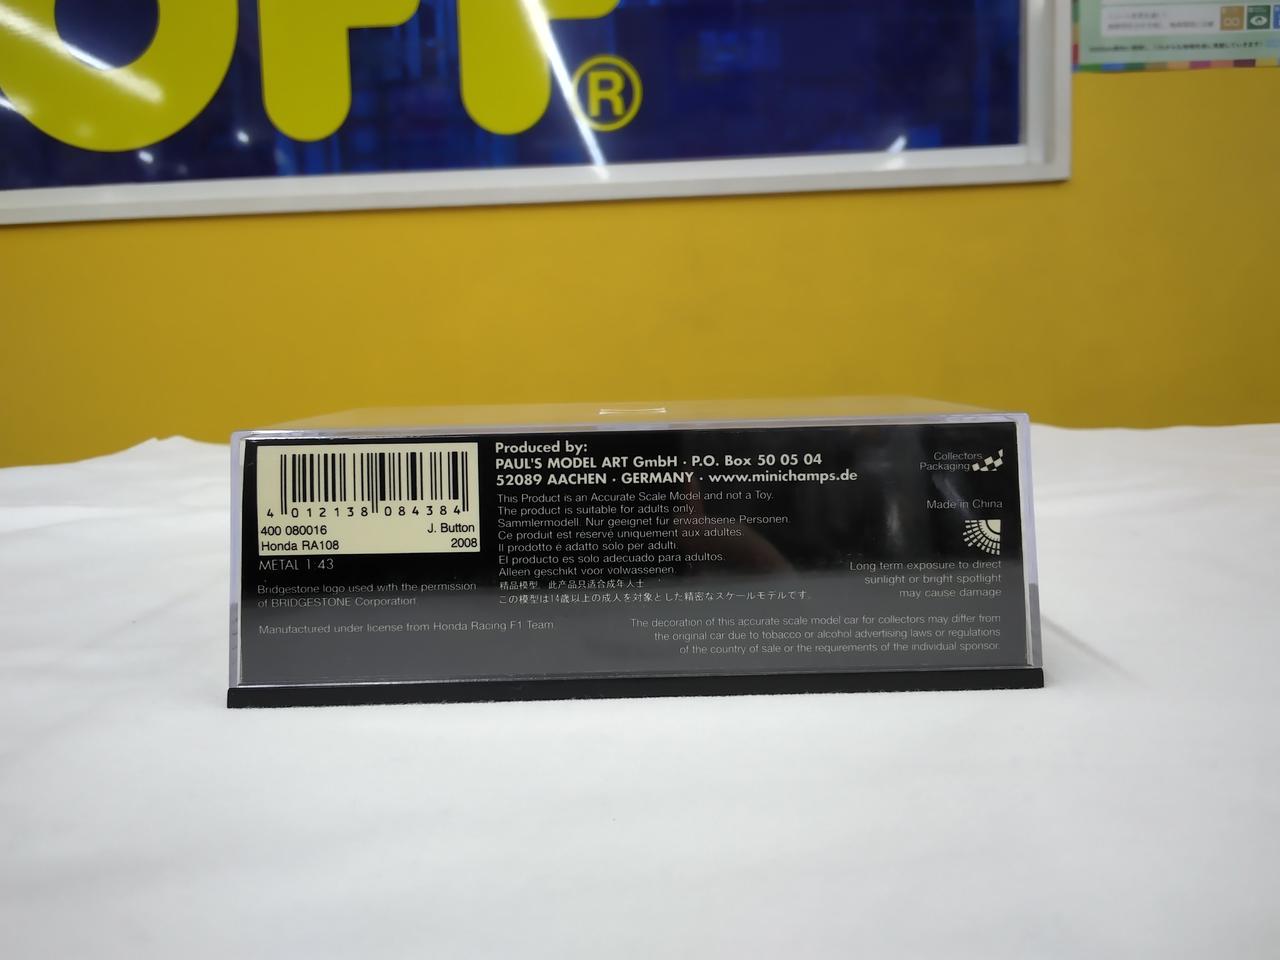 OFF
®
4 012138 084384
400 080016 J. Button
Honda RA108 2008
METAL 1:43
Bridgestone logo used with the permission
of BRIDGESTONE Corporation.
Manufactured under license from Honda Racing F1 Team.
Produced by:
PAUL'S MODEL ART GmbH · P.O. Box 50 05 04
52089 AACHEN · GERMANY · www.minichamps.de
This Product is an Accurate Scale Model and not a Toy.
The product is suitable for adults only.
Sammlermodell. Nur geeignet für erwachsene Personen.
Ce produit est reservé uniquement aux adultes.
Il prodotto è adatto solo per adulti.
El producto es solo adecuado para adultos.
Alleen geschikt voor volwassenen.
精品模型 此产品只适合成年人士
この模型は14歳以上の成人を対象とした精密なスケールモデルです。
Collectors
Packaging
Made in China
Long term exposure to direct
sunlight or bright spotlight
may cause damage
The decoration of this accurate scale model car for collectors may differ from
the original car due to tobacco or alcohol advertising laws or regulations
of the country of sale or the requirements of the individual sponsor.